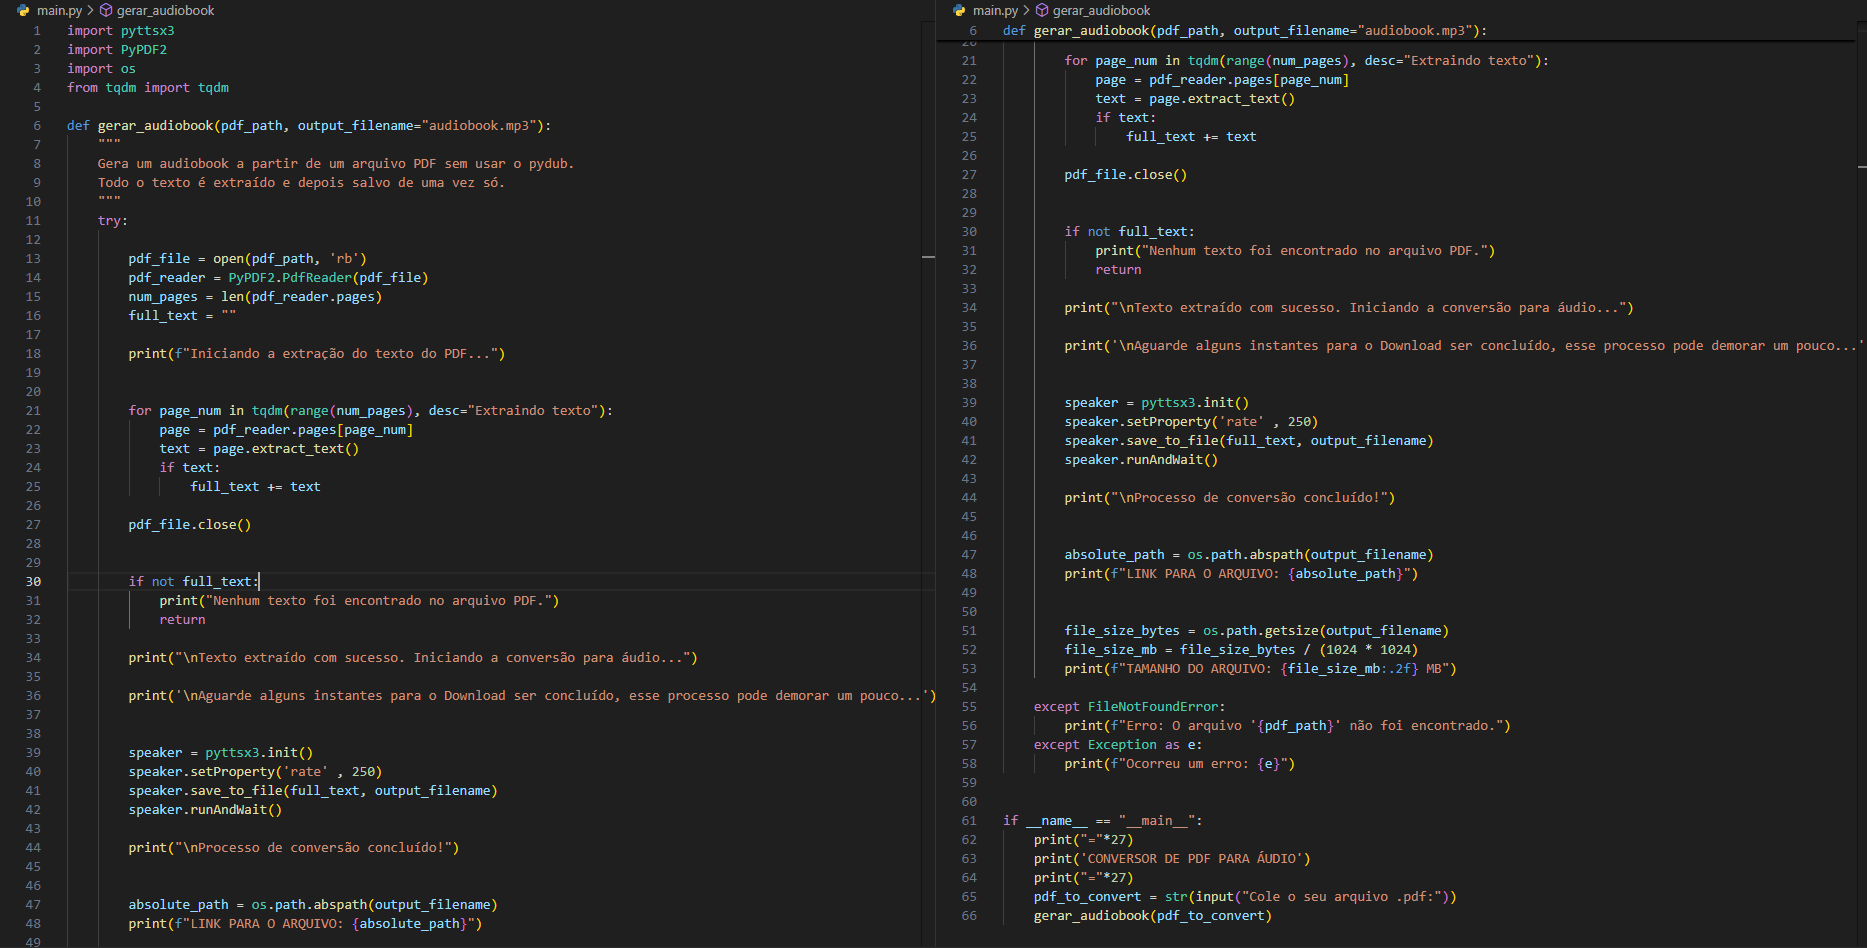 main.py > gerar_audiobook
1 import pyttsx3
2 import PyPDF2
3 import os
4 from tqdm import tqdm
5
6 def gerar_audiobook(pdf_path, output_filename="audiobook.mp3"):
7 """
8 Gera um audiobook a partir de um arquivo PDF sem usar o pydub.
9 Todo o texto é extraído e depois salvo de uma vez só.
10 """
11 try:
12
13 pdf_file = open(pdf_path, 'rb')
14 pdf_reader = PyPDF2.PdfReader(pdf_file)
15 num_pages = len(pdf_reader.pages)
16 full_text = ""
17
18 print(f"Iniciando a extração do texto do PDF...")
19
20
21 for page_num in tqdm(range(num_pages), desc="Extraindo texto"):
22 page = pdf_reader.pages[page_num]
23 text = page.extract_text()
24 if text:
25 full_text += text
26
27 pdf_file.close()
28
29
30 if not full_text:
31 print("Nenhum texto foi encontrado no arquivo PDF.")
32 return
33
34 print("\nTexto extraído com sucesso. Iniciando a conversão para áudio...")
35
36 print('\nAguarde alguns instantes para o Download ser concluído, esse processo pode demorar um pouco...')
37
38
39 speaker = pyttsx3.init()
40 speaker.setProperty('rate' , 250)
41 speaker.save_to_file(full_text, output_filename)
42 speaker.runAndWait()
43
44 print("\nProcesso de conversão concluído!")
45
46
47 absolute_path = os.path.abspath(output_filename)
48 print(f"LINK PARA O ARQUIVO: {absolute_path}")
49
main.py > gerar_audiobook
6 def gerar_audiobook(pdf_path, output_filename="audiobook.mp3"):
20
21 for page_num in tqdm(range(num_pages), desc="Extraindo texto"):
22 page = pdf_reader.pages[page_num]
23 text = page.extract_text()
24 if text:
25 full_text += text
26
27 pdf_file.close()
28
29
30 if not full_text:
31 print("Nenhum texto foi encontrado no arquivo PDF.")
32 return
33
34 print("\nTexto extraído com sucesso. Iniciando a conversão para áudio...")
35
36 print('\nAguarde alguns instantes para o Download ser concluído, esse processo pode demorar um pouco...'
37
38
39 speaker = pyttsx3.init()
40 speaker.setProperty('rate' , 250)
41 speaker.save_to_file(full_text, output_filename)
42 speaker.runAndWait()
43
44 print("\nProcesso de conversão concluído!")
45
46
47 absolute_path = os.path.abspath(output_filename)
48 print(f"LINK PARA O ARQUIVO: {absolute_path}")
49
50
51 file_size_bytes = os.path.getsize(output_filename)
52 file_size_mb = file_size_bytes / (1024 * 1024)
53 print(f"TAMANHO DO ARQUIVO: {file_size_mb:.2f} MB")
54
55 except FileNotFoundError:
56 print(f"Erro: O arquivo '{pdf_path}' não foi encontrado.")
57 except Exception as e:
58 print(f"Ocorreu um erro: {e}")
59
60
61 if __name__ == "__main__":
62 print("="*27)
63 print('CONVERSOR DE PDF PARA ÁUDIO')
64 print("="*27)
65 pdf_to_convert = str(input("Cole o seu arquivo .pdf:"))
66 gerar_audiobook(pdf_to_convert)